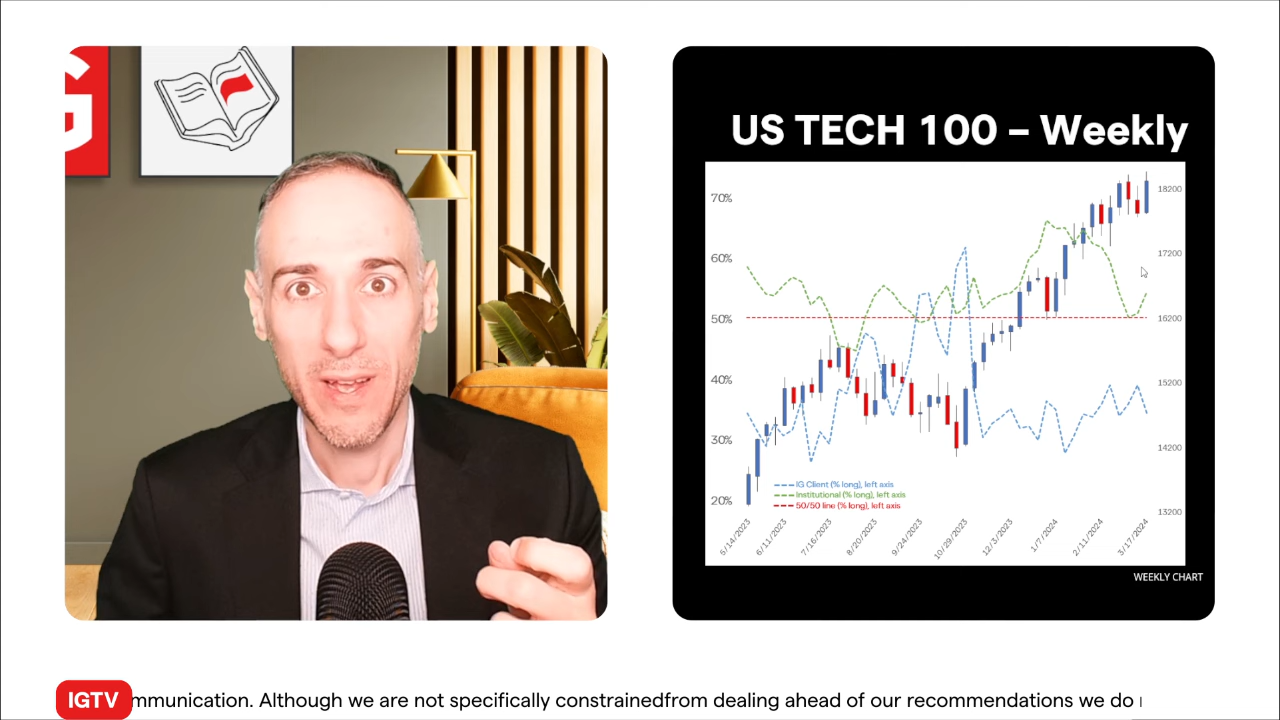 G
US TECH 100 – Weekly
70%
60%
50%
40%
30%
20%
18200
17200
16200
15200
14200
13200
IG Client (% long), left axis
Institutional (% long), left axis
50/50 line (% long), left axis
5/14/2023
6/11/2023
7/16/2023
8/20/2023
9/24/2023
10/29/2023
12/3/2023
1/7/2024
2/11/2024
3/17/2024
WEEKLY CHART
IGTV
mmunication. Although we are not specifically constrainedfrom dealing ahead of our recommendations we do